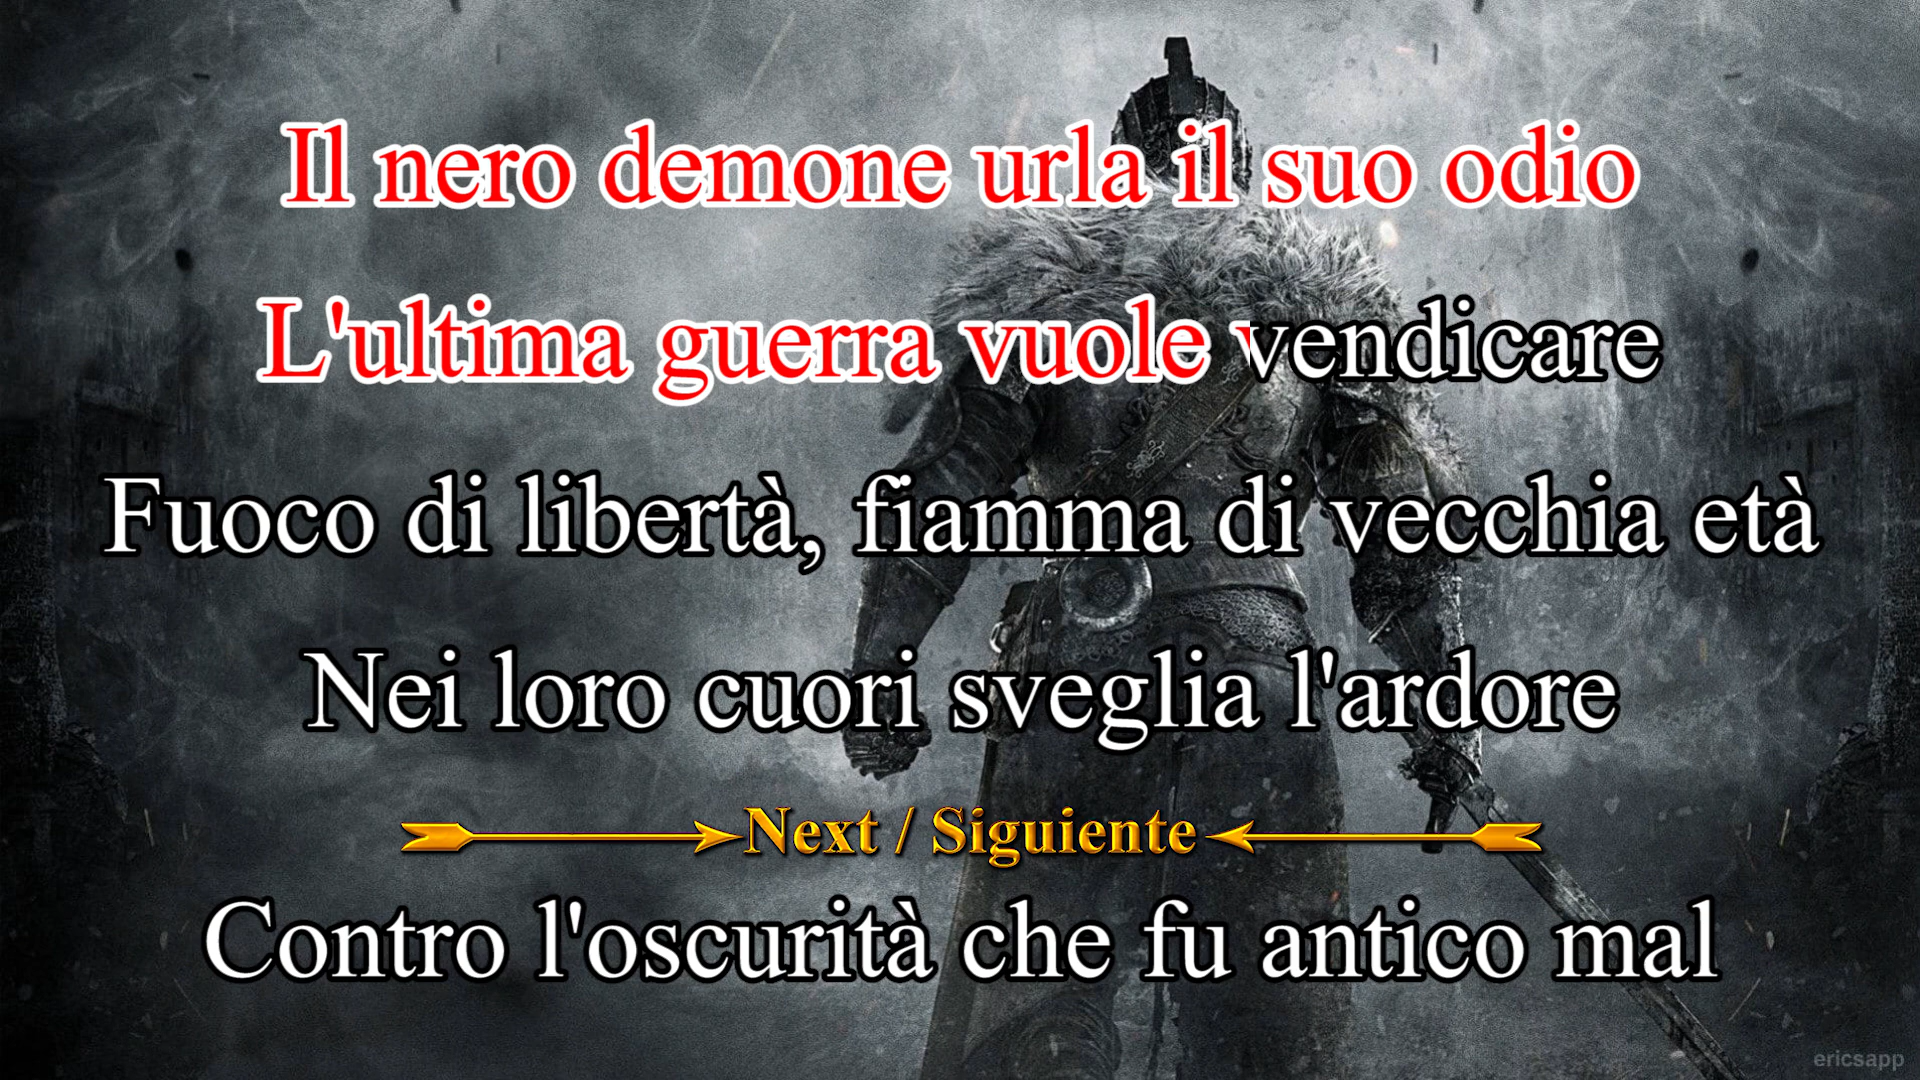 Il nero demone urla il suo odio
L'ultima guerra vuole vendicare
Fuoco di libertà, fiamma di vecchia età
Nei loro cuori sveglia l'ardore
Next / Siguiente
Contro l'oscurità che fu antico mal
ericsapp